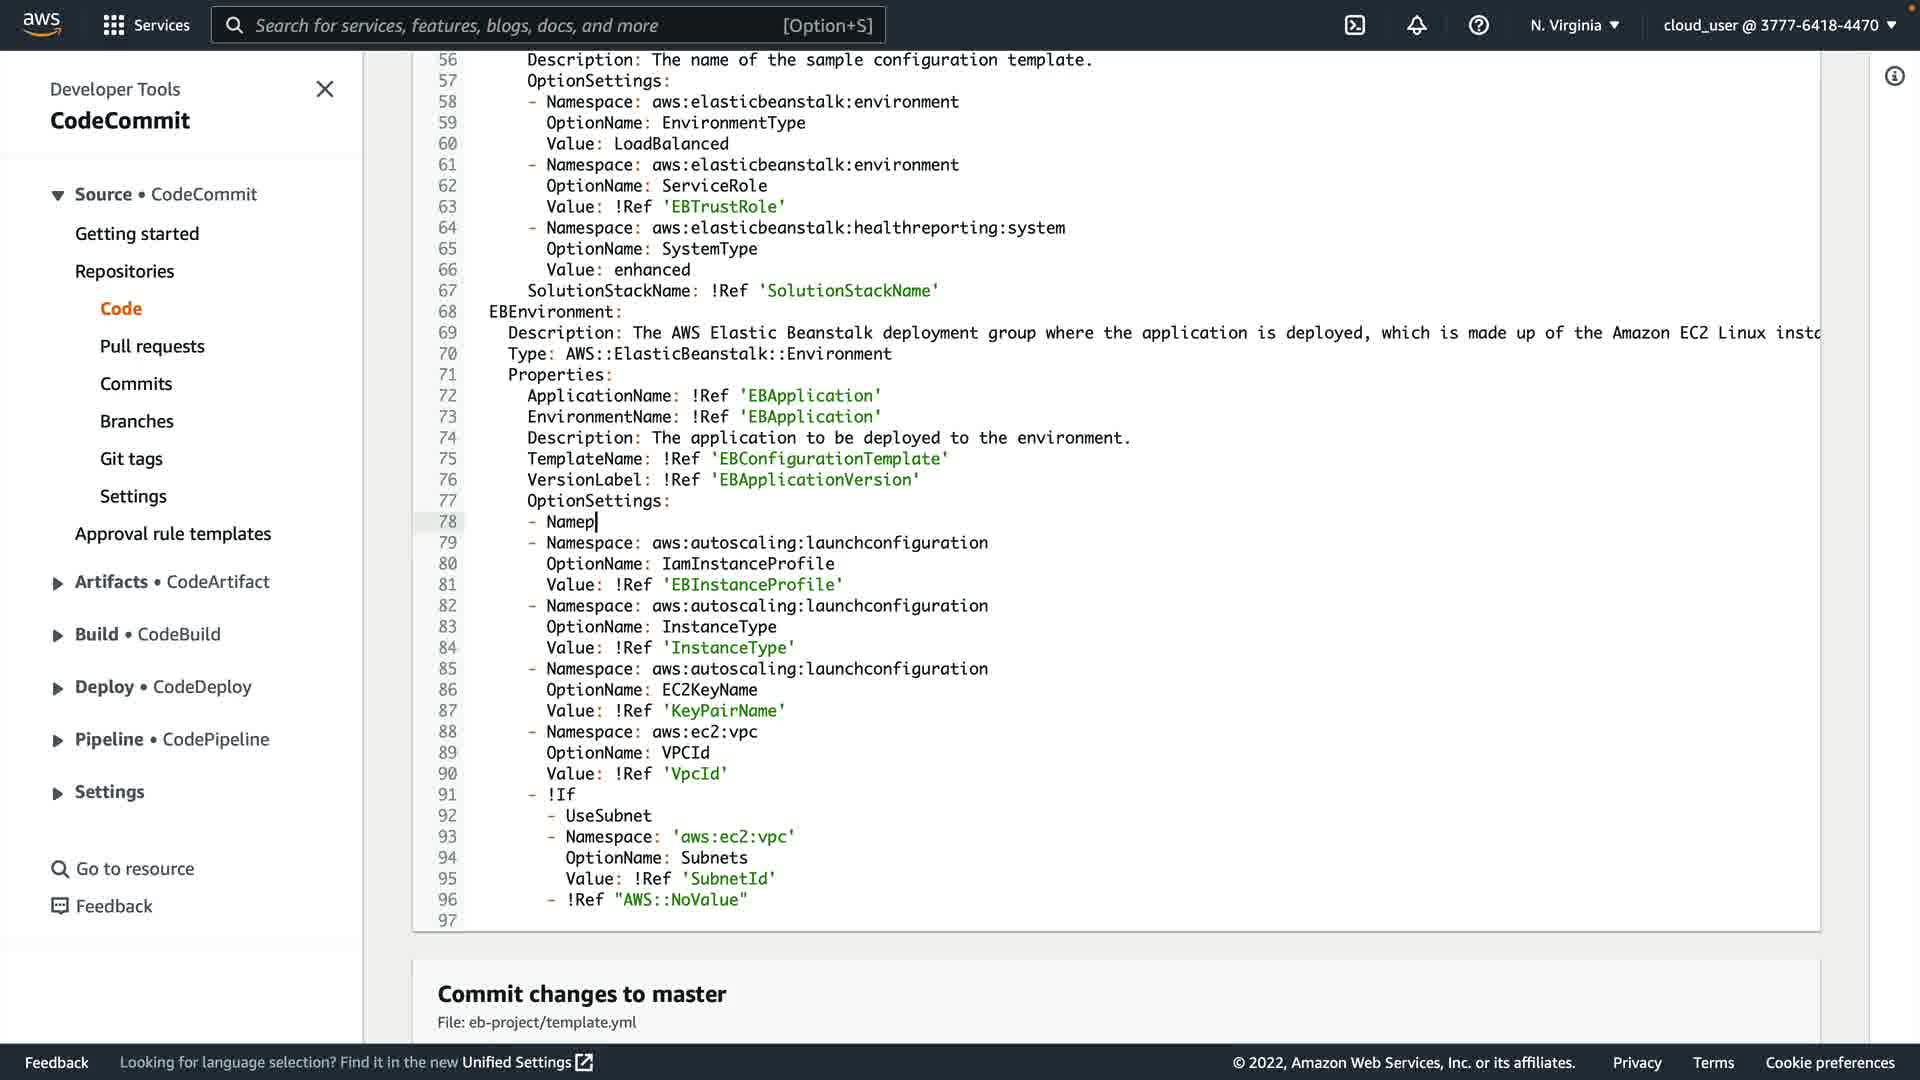 aws
Services
Search for services, features, blogs, docs, and more
[Option+S]
N. Virginia
cloud_user @ 3777-6418-4470
Developer Tools
CodeCommit
Source • CodeCommit
Getting started
Repositories
Code
Pull requests
Commits
Branches
Git tags
Settings
Approval rule templates
Artifacts • CodeArtifact
Build • CodeBuild
Deploy • CodeDeploy
Pipeline • CodePipeline
Settings
Go to resource
Feedback
56 Description: The name of the sample configuration template.
57 OptionSettings:
58 - Namespace: aws:elasticbeanstalk:environment
59 OptionName: EnvironmentType
60 Value: LoadBalanced
61 - Namespace: aws:elasticbeanstalk:environment
62 OptionName: ServiceRole
63 Value: !Ref 'EBTrustRole'
64 - Namespace: aws:elasticbeanstalk:healthreporting:system
65 OptionName: SystemType
66 Value: enhanced
67 SolutionStackName: !Ref 'SolutionStackName'
68 EBEnvironment:
69 Description: The AWS Elastic Beanstalk deployment group where the application is deployed, which is made up of the Amazon EC2 Linux insta
70 Type: AWS::ElasticBeanstalk::Environment
71 Properties:
72 ApplicationName: !Ref 'EBApplication'
73 EnvironmentName: !Ref 'EBApplication'
74 Description: The application to be deployed to the environment.
75 TemplateName: !Ref 'EBConfigurationTemplate'
76 VersionLabel: !Ref 'EBApplicationVersion'
77 OptionSettings:
78 - Namep
79 - Namespace: aws:autoscaling:launchconfiguration
80 OptionName: IamInstanceProfile
81 Value: !Ref 'EBInstanceProfile'
82 - Namespace: aws:autoscaling:launchconfiguration
83 OptionName: InstanceType
84 Value: !Ref 'InstanceType'
85 - Namespace: aws:autoscaling:launchconfiguration
86 OptionName: EC2KeyName
87 Value: !Ref 'KeyPairName'
88 - Namespace: aws:ec2:vpc
89 OptionName: VPCId
90 Value: !Ref 'VpcId'
91 - !If
92 - UseSubnet
93 - Namespace: 'aws:ec2:vpc'
94 OptionName: Subnets
95 Value: !Ref 'SubnetId'
96 - !Ref "AWS::NoValue"
97
Commit changes to master
File: eb-project/template.yml
Feedback
Looking for language selection? Find it in the new Unified Settings
© 2022, Amazon Web Services, Inc. or its affiliates.
Privacy
Terms
Cookie preferences